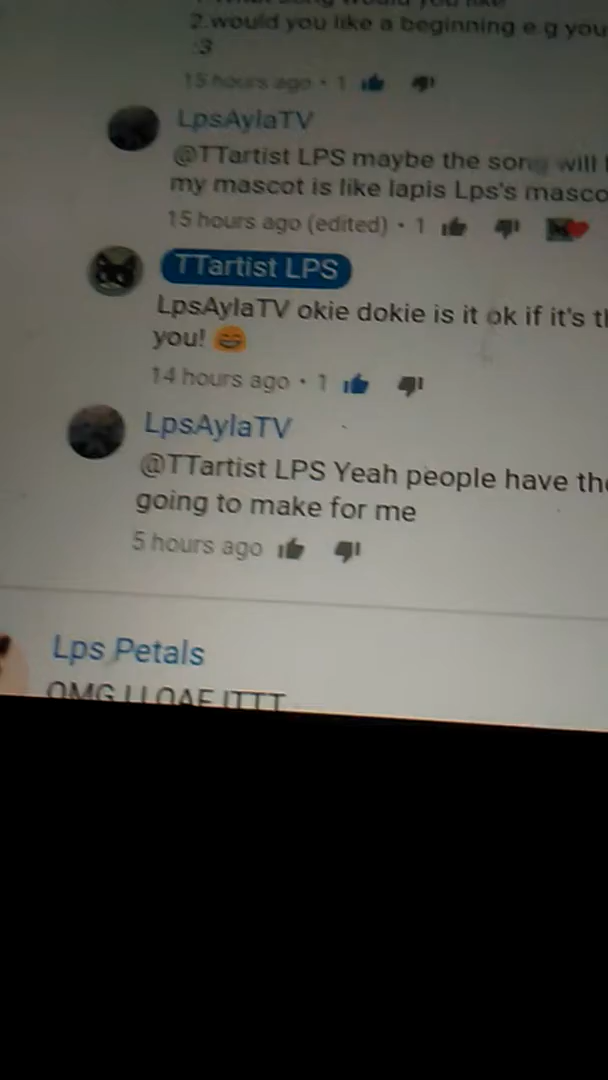 2.would you like a beginning e.g you
:3
15 hours ago • 1
LpsAylaTV
@TTartist LPS maybe the song will
my mascot is like lapis Lps's masco
15 hours ago (edited) • 1
TTartist LPS
LpsAylaTV okie dokie is it ok if it's th
you! 😄
14 hours ago • 1
LpsAylaTV
@TTartist LPS Yeah people have the
going to make for me
5 hours ago
Lps Petals
OMG I LOAF ITTT